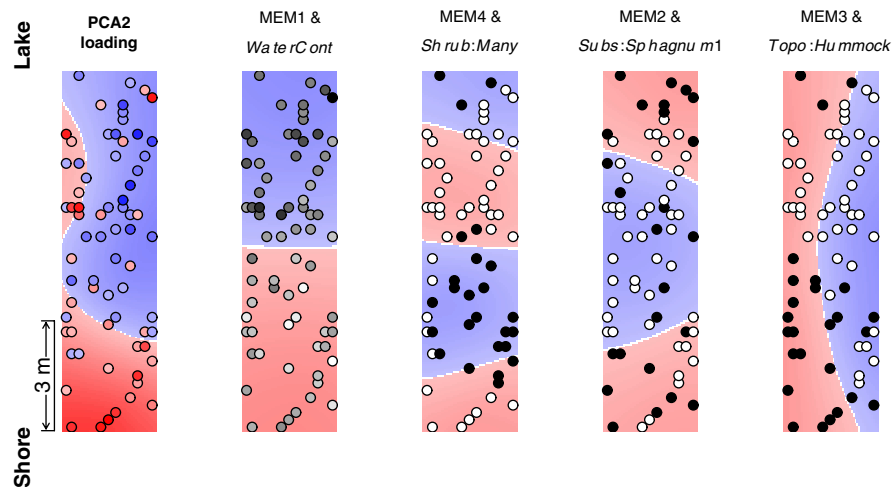 Lake
PCA2
loading
MEM1 &
WaterCont
MEM4 &
Shrub:Many
MEM2 &
Subs:Sphagnum1
MEM3 &
Topo:Hummock
3 m
Shore